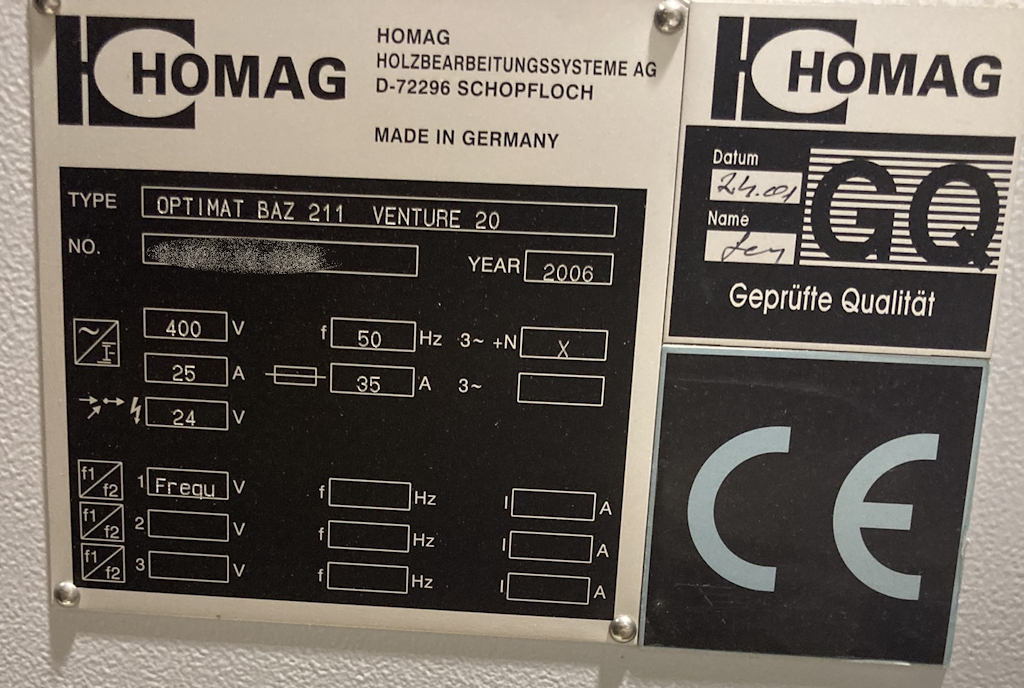 HOMAG
HOMAG
HOLZBEARBEITUNGSSYSTEME AG
D-72296 SCHOPFLOCH
MADE IN GERMANY
TYPE OPTIMAT BAZ 211 VENTURE 20
NO.
YEAR 2006
400 V f 50 Hz 3~ +N X
25 A 35 A 3~
24 V
f1 f2 1 Frequ V f Hz I A
f1 f2 2 V f Hz I A
f1 f2 3 V f Hz I A
HOMAG
Datum
24.01
Name
GQ
Geprüfte Qualität
CE